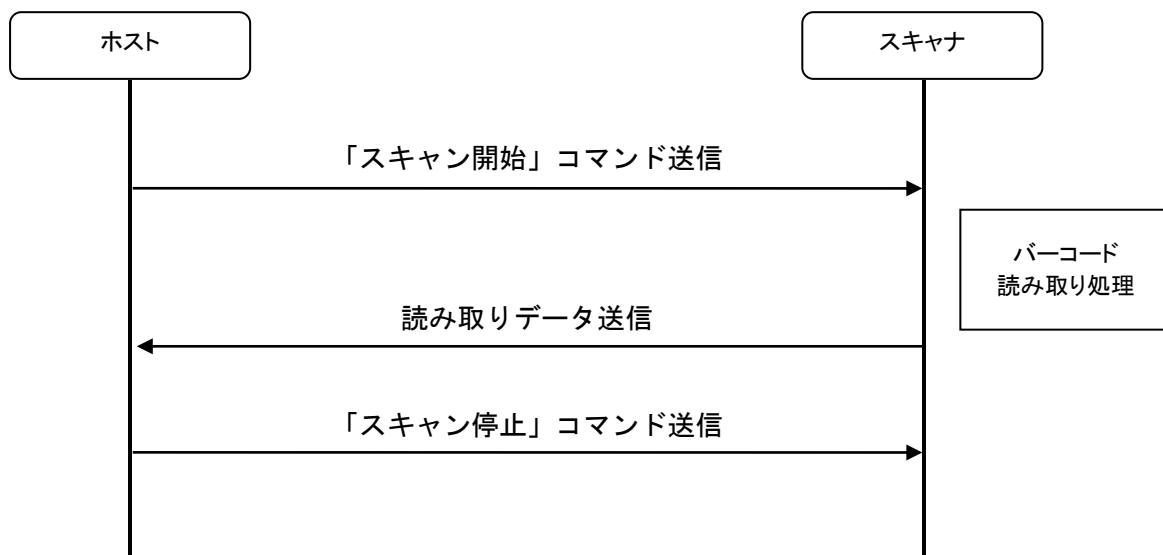 ホスト
スキャナ
「スキャン開始」コマンド送信
バーコード
読み取り処理
読み取りデータ送信
「スキャン停止」コマンド送信